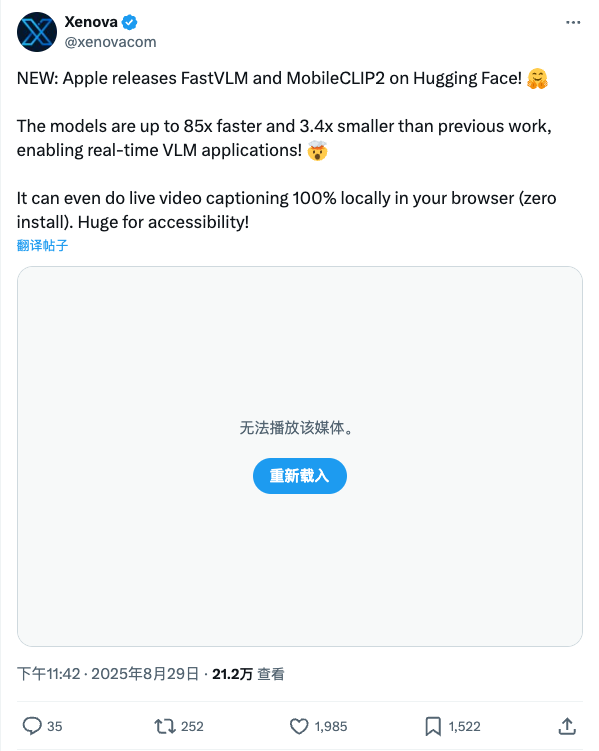 Xenova
@xenovacom
NEW: Apple releases FastVLM and MobileCLIP2 on Hugging Face! 🤗
The models are up to 85x faster and 3.4x smaller than previous work,
enabling real-time VLM applications! 🤯
It can even do live video captioning 100% locally in your browser (zero
install). Huge for accessibility!
翻译帖子
无法播放该媒体。
重新载入
下午11:42 · 2025年8月29日 · 21.2万 查看
35 252 1,985 1,522